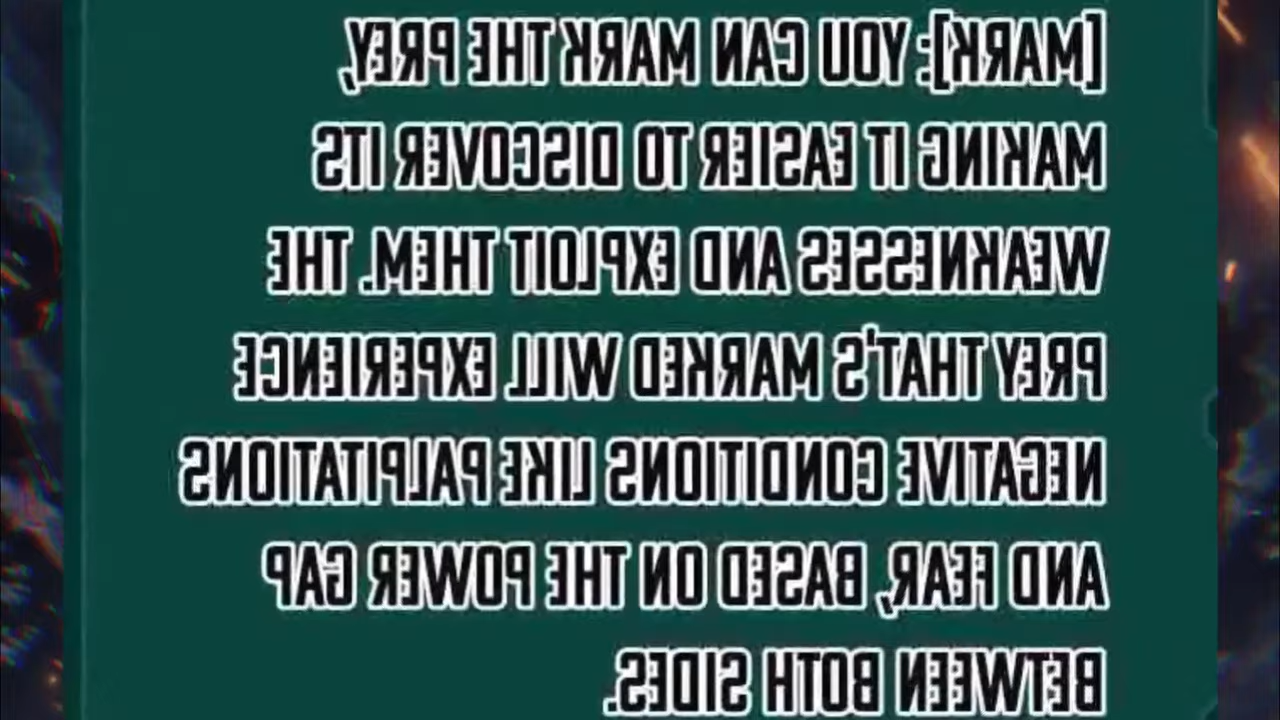 [MARK]: YOU CAN MARK THE PREY,
MAKING IT EASIER TO DISCOVER ITS
WEAKNESSES AND EXPLOIT THEM. THE
PREY THAT'S MARKED WILL EXPERIENCE
NEGATIVE CONDITIONS LIKE PALPITATIONS
AND FEAR, BASED ON THE POWER GAP
BETWEEN BOTH SIDES.